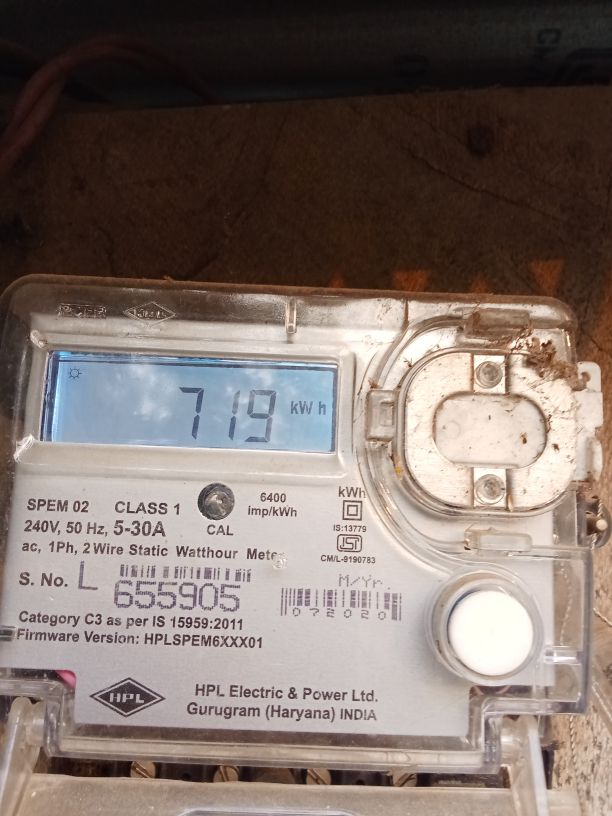 HPL
719 kWh
SPEM 02 CLASS 1
6400 imp/kWh
kWh
240V, 50 Hz, 5-30A
CAL
IS:13779
ISI
ac, 1Ph, 2 Wire Static Watthour Meter
CM/L-9190783
S. No. L 655905
M/Yr.
072020
Category C3 as per IS 15959:2011
Firmware Version: HPLSPEM6XXX01
HPL
HPL Electric & Power Ltd.
Gurugram (Haryana) INDIA